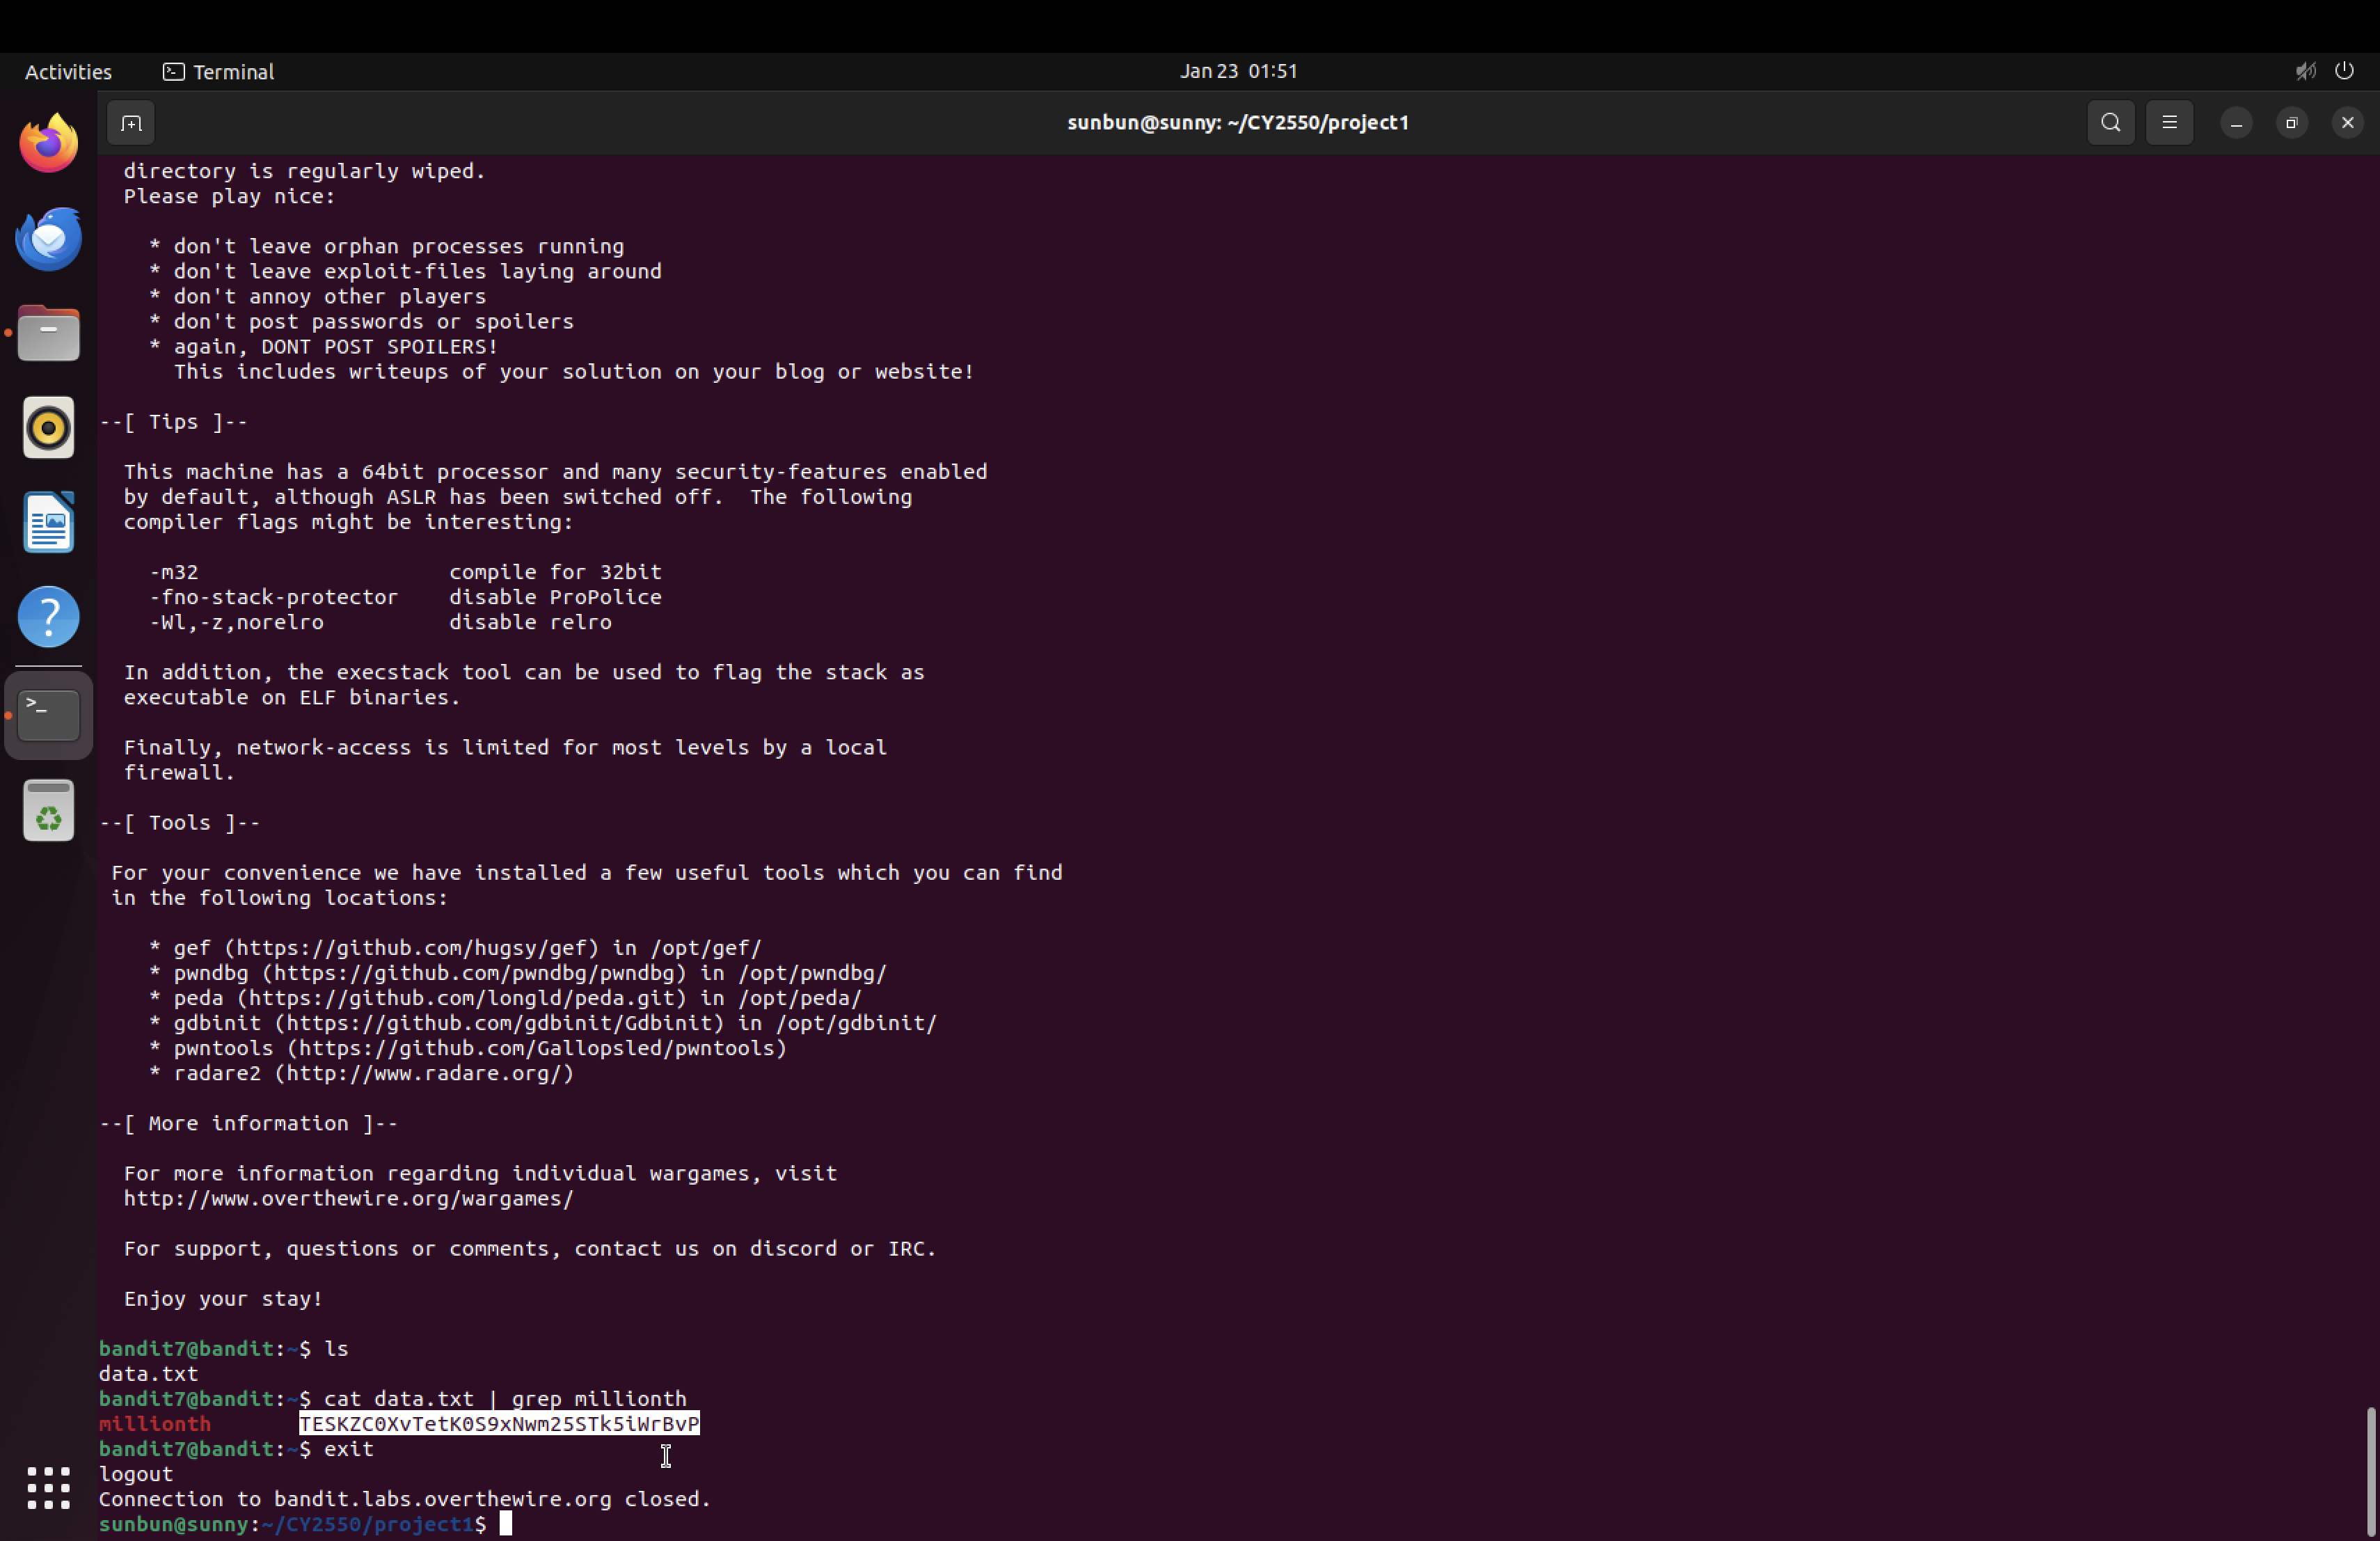 Activities
Terminal
Jan 23 01:51
sunbun@sunny: ~/CY2550/project1
directory is regularly wiped.
Please play nice:
* don't leave orphan processes running
* don't leave exploit-files laying around
* don't annoy other players
* don't post passwords or spoilers
* again, DONT POST SPOILERS!
This includes writeups of your solution on your blog or website!
--[ Tips ]--
This machine has a 64bit processor and many security-features enabled
by default, although ASLR has been switched off.  The following
compiler flags might be interesting:
-m32                    compile for 32bit
-fno-stack-protector    disable ProPolice
-Wl,-z,norelro          disable relro
In addition, the execstack tool can be used to flag the stack as
executable on ELF binaries.
Finally, network-access is limited for most levels by a local
firewall.
--[ Tools ]--
For your convenience we have installed a few useful tools which you can find
in the following locations:
* gef (https://github.com/hugsy/gef) in /opt/gef/
* pwndbg (https://github.com/pwndbg/pwndbg) in /opt/pwndbg/
* peda (https://github.com/longld/peda.git) in /opt/peda/
* gdbinit (https://github.com/gdbinit/Gdbinit) in /opt/gdbinit/
* pwntools (https://github.com/Gallopsled/pwntools)
* radare2 (http://www.radare.org/)
--[ More information ]--
For more information regarding individual wargames, visit
http://www.overthewire.org/wargames/
For support, questions or comments, contact us on discord or IRC.
Enjoy your stay!
bandit7@bandit:~$ ls
data.txt
bandit7@bandit:~$ cat data.txt | grep millionth
millionth       TESKZC0XvTetK0S9xNwm25STk5iWrBvP
bandit7@bandit:~$ exit
logout
Connection to bandit.labs.overthewire.org closed.
sunbun@sunny:~/CY2550/project1$